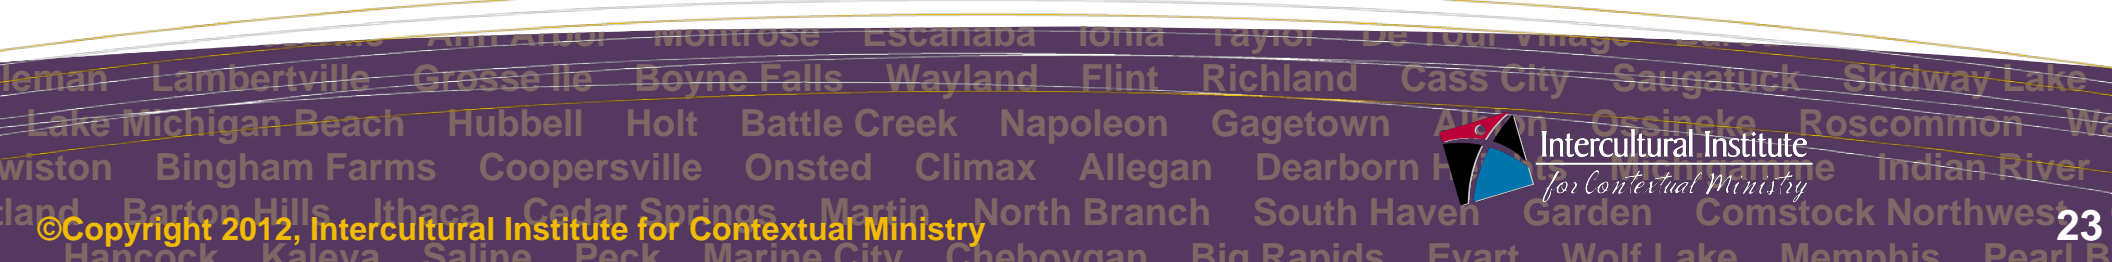 Ann Arbor Montrose Escanaba Ionia Taylor De Tour Village
Lambertville Grosse Ile Boyne Falls Wayland Flint Richland Cass City Saugatuck Skidway Lake
Lake Michigan Beach Hubbell Holt Battle Creek Napoleon Gagetown Ossineke Roscommon
Bingham Farms Coopersville Onsted Climax Allegan Dearborn Indian River
Intercultural Institute
for Contextual Ministry
Barton Hills Ithaca Cedar Springs Martin North Branch South Haven Garden Comstock Northwest
©Copyright 2012, Intercultural Institute for Contextual Ministry
23
Hancock Kaleva Saline Peck Marine City Cheboygan Big Rapids Evart Wolf Lake Memphis